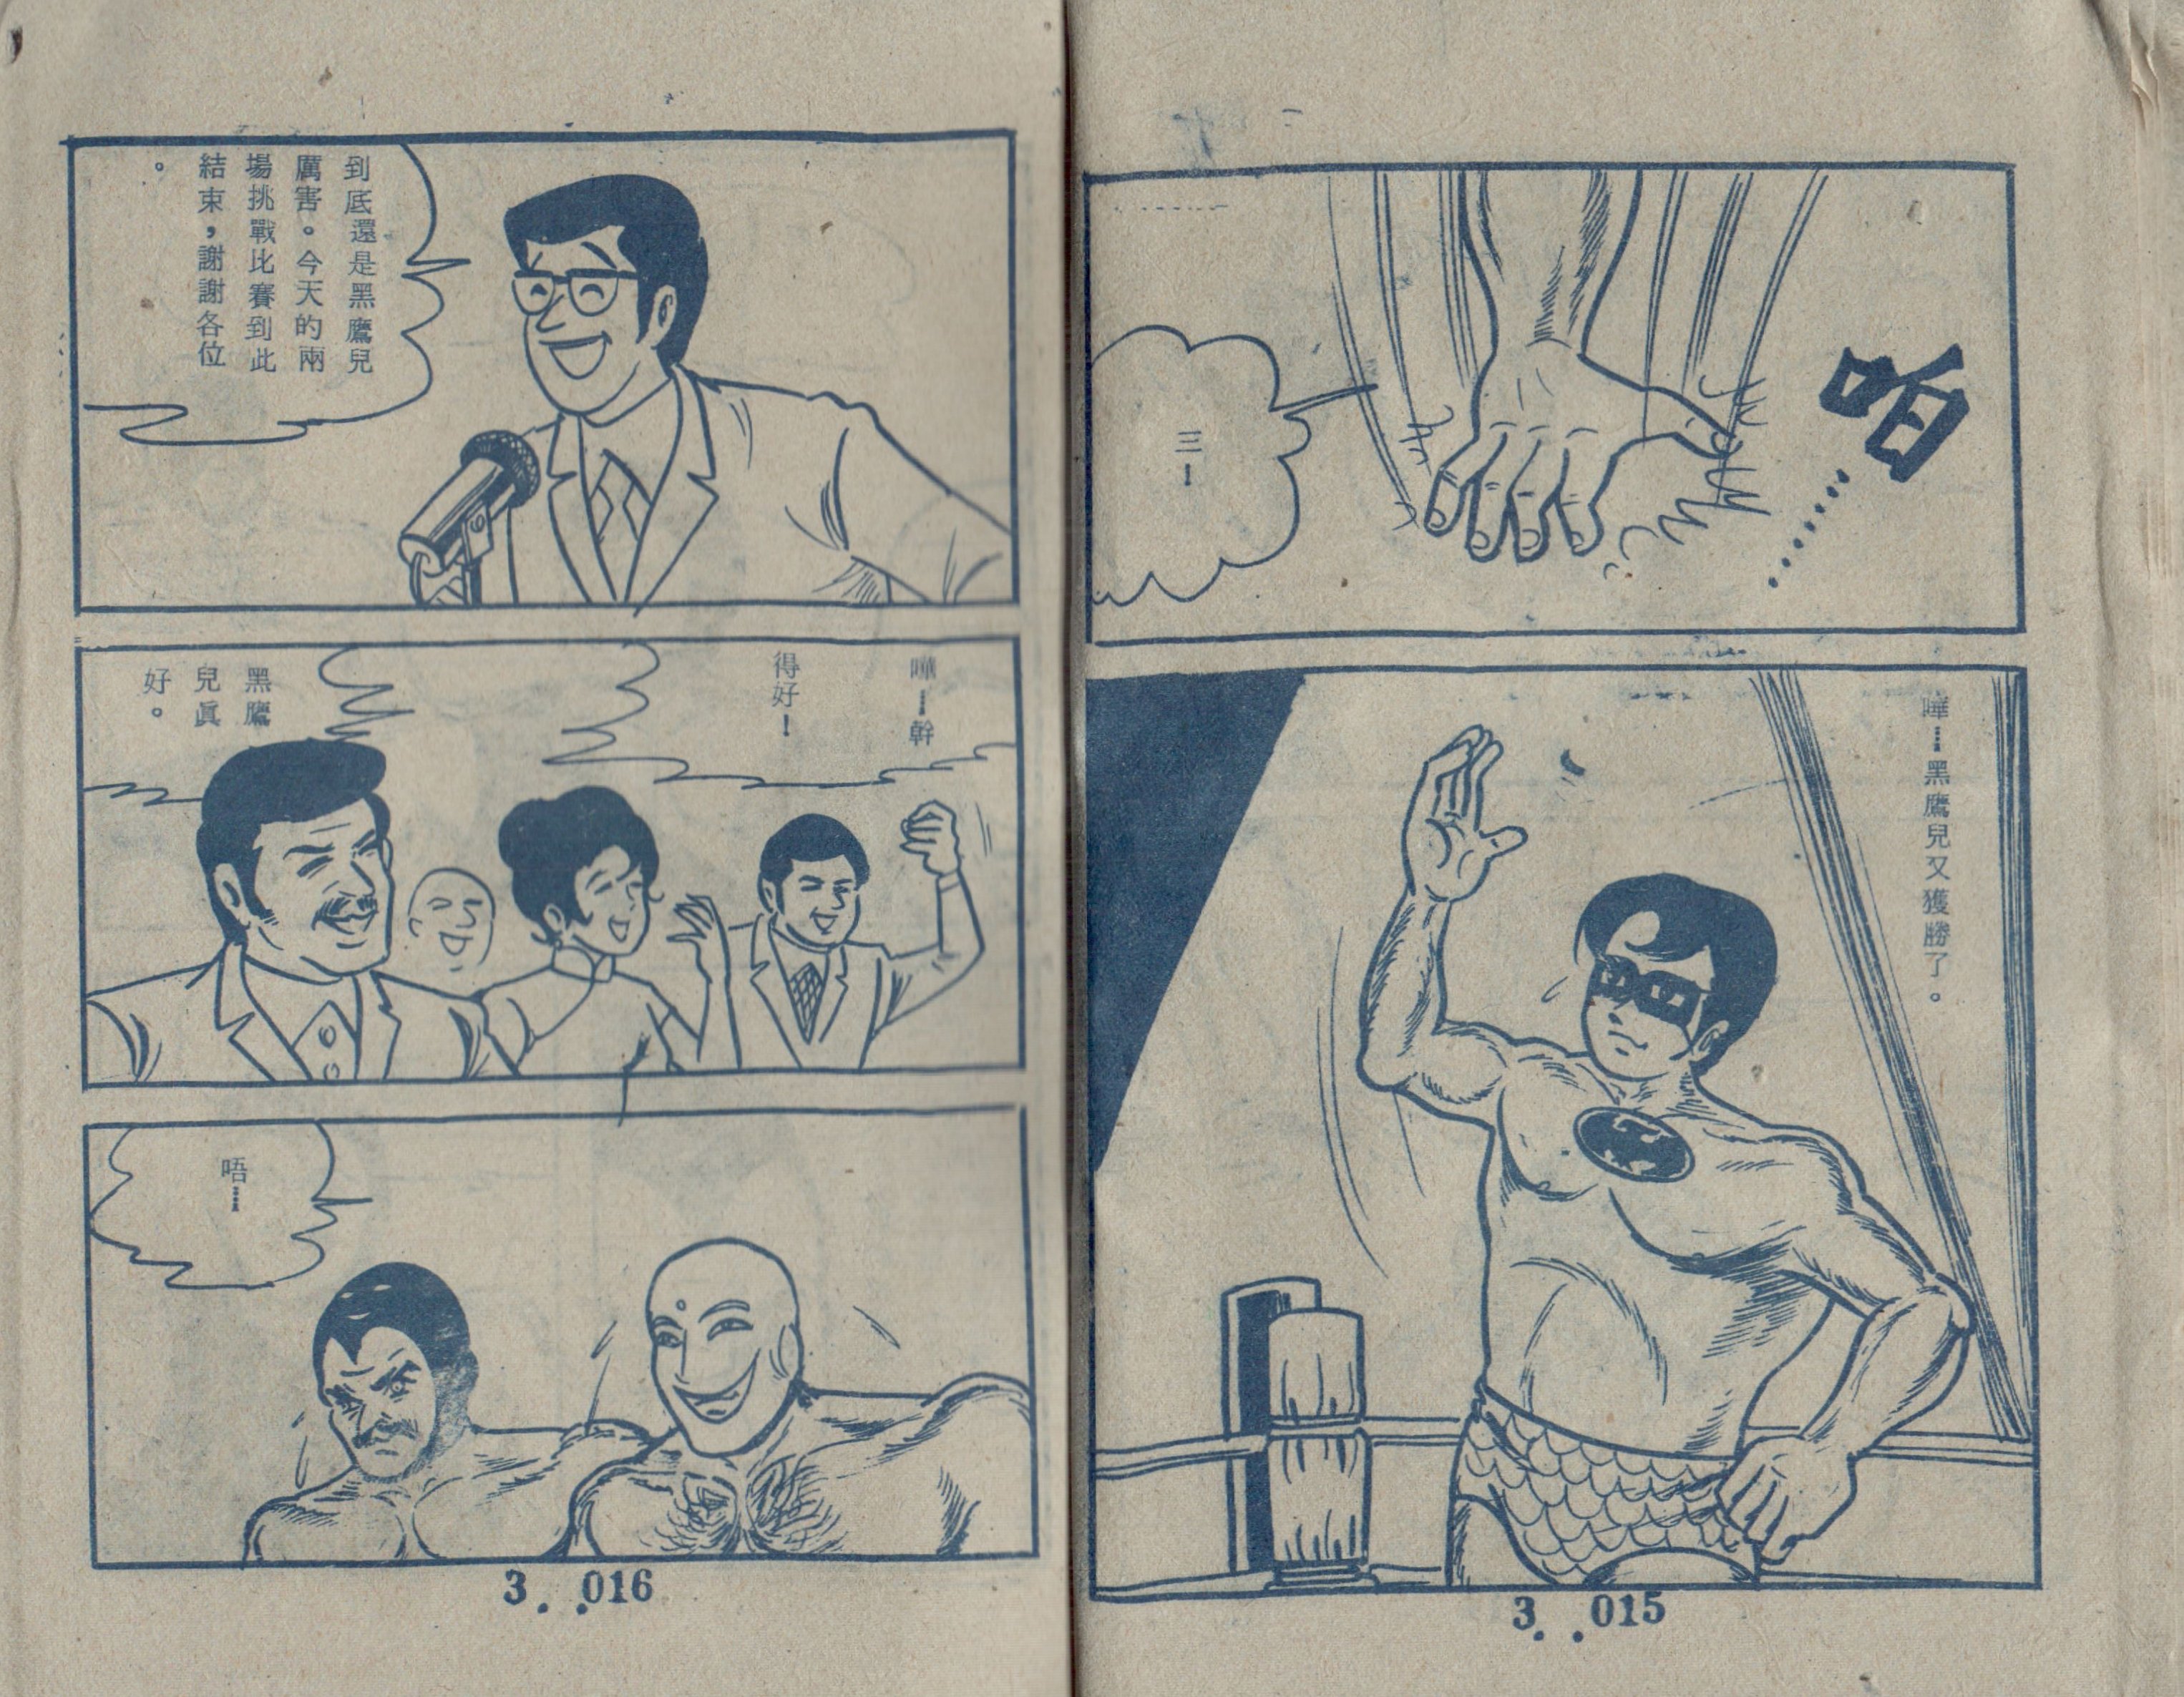 啪……
三！
嘩……黑鷹兒又獲勝了。
3..015
到底還是黑鷹兒
厲害。今天的兩
場挑戰比賽到此
結束，謝謝各位
。
嘩……幹
得好！
黑鷹
兒眞
好。
唔……
3..016